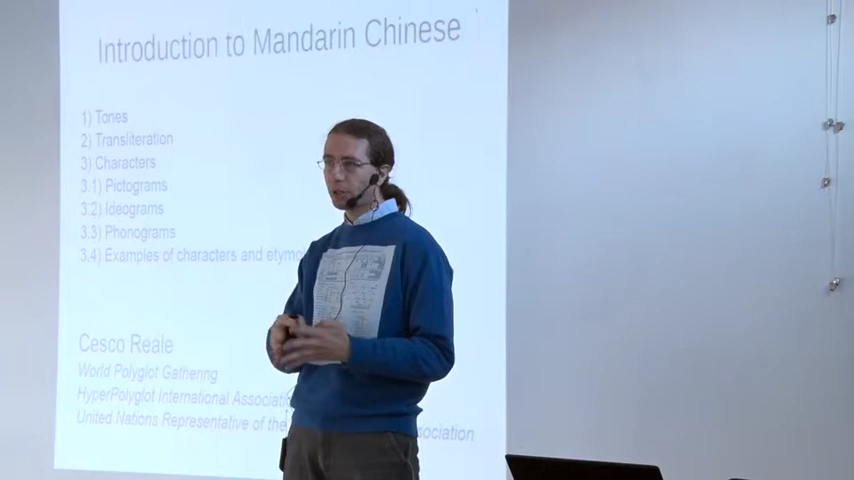 Introduction to Mandarin Chinese
1) Tones
2) Transliteration
3) Characters
3.1) Pictograms
3.2) Ideograms
3.3) Phonograms
3.4) Examples of characters and etymo
Cesco Reale
World Polyglot Gathering
HyperPolyglot International Associati
United Nations Representative of the sociation